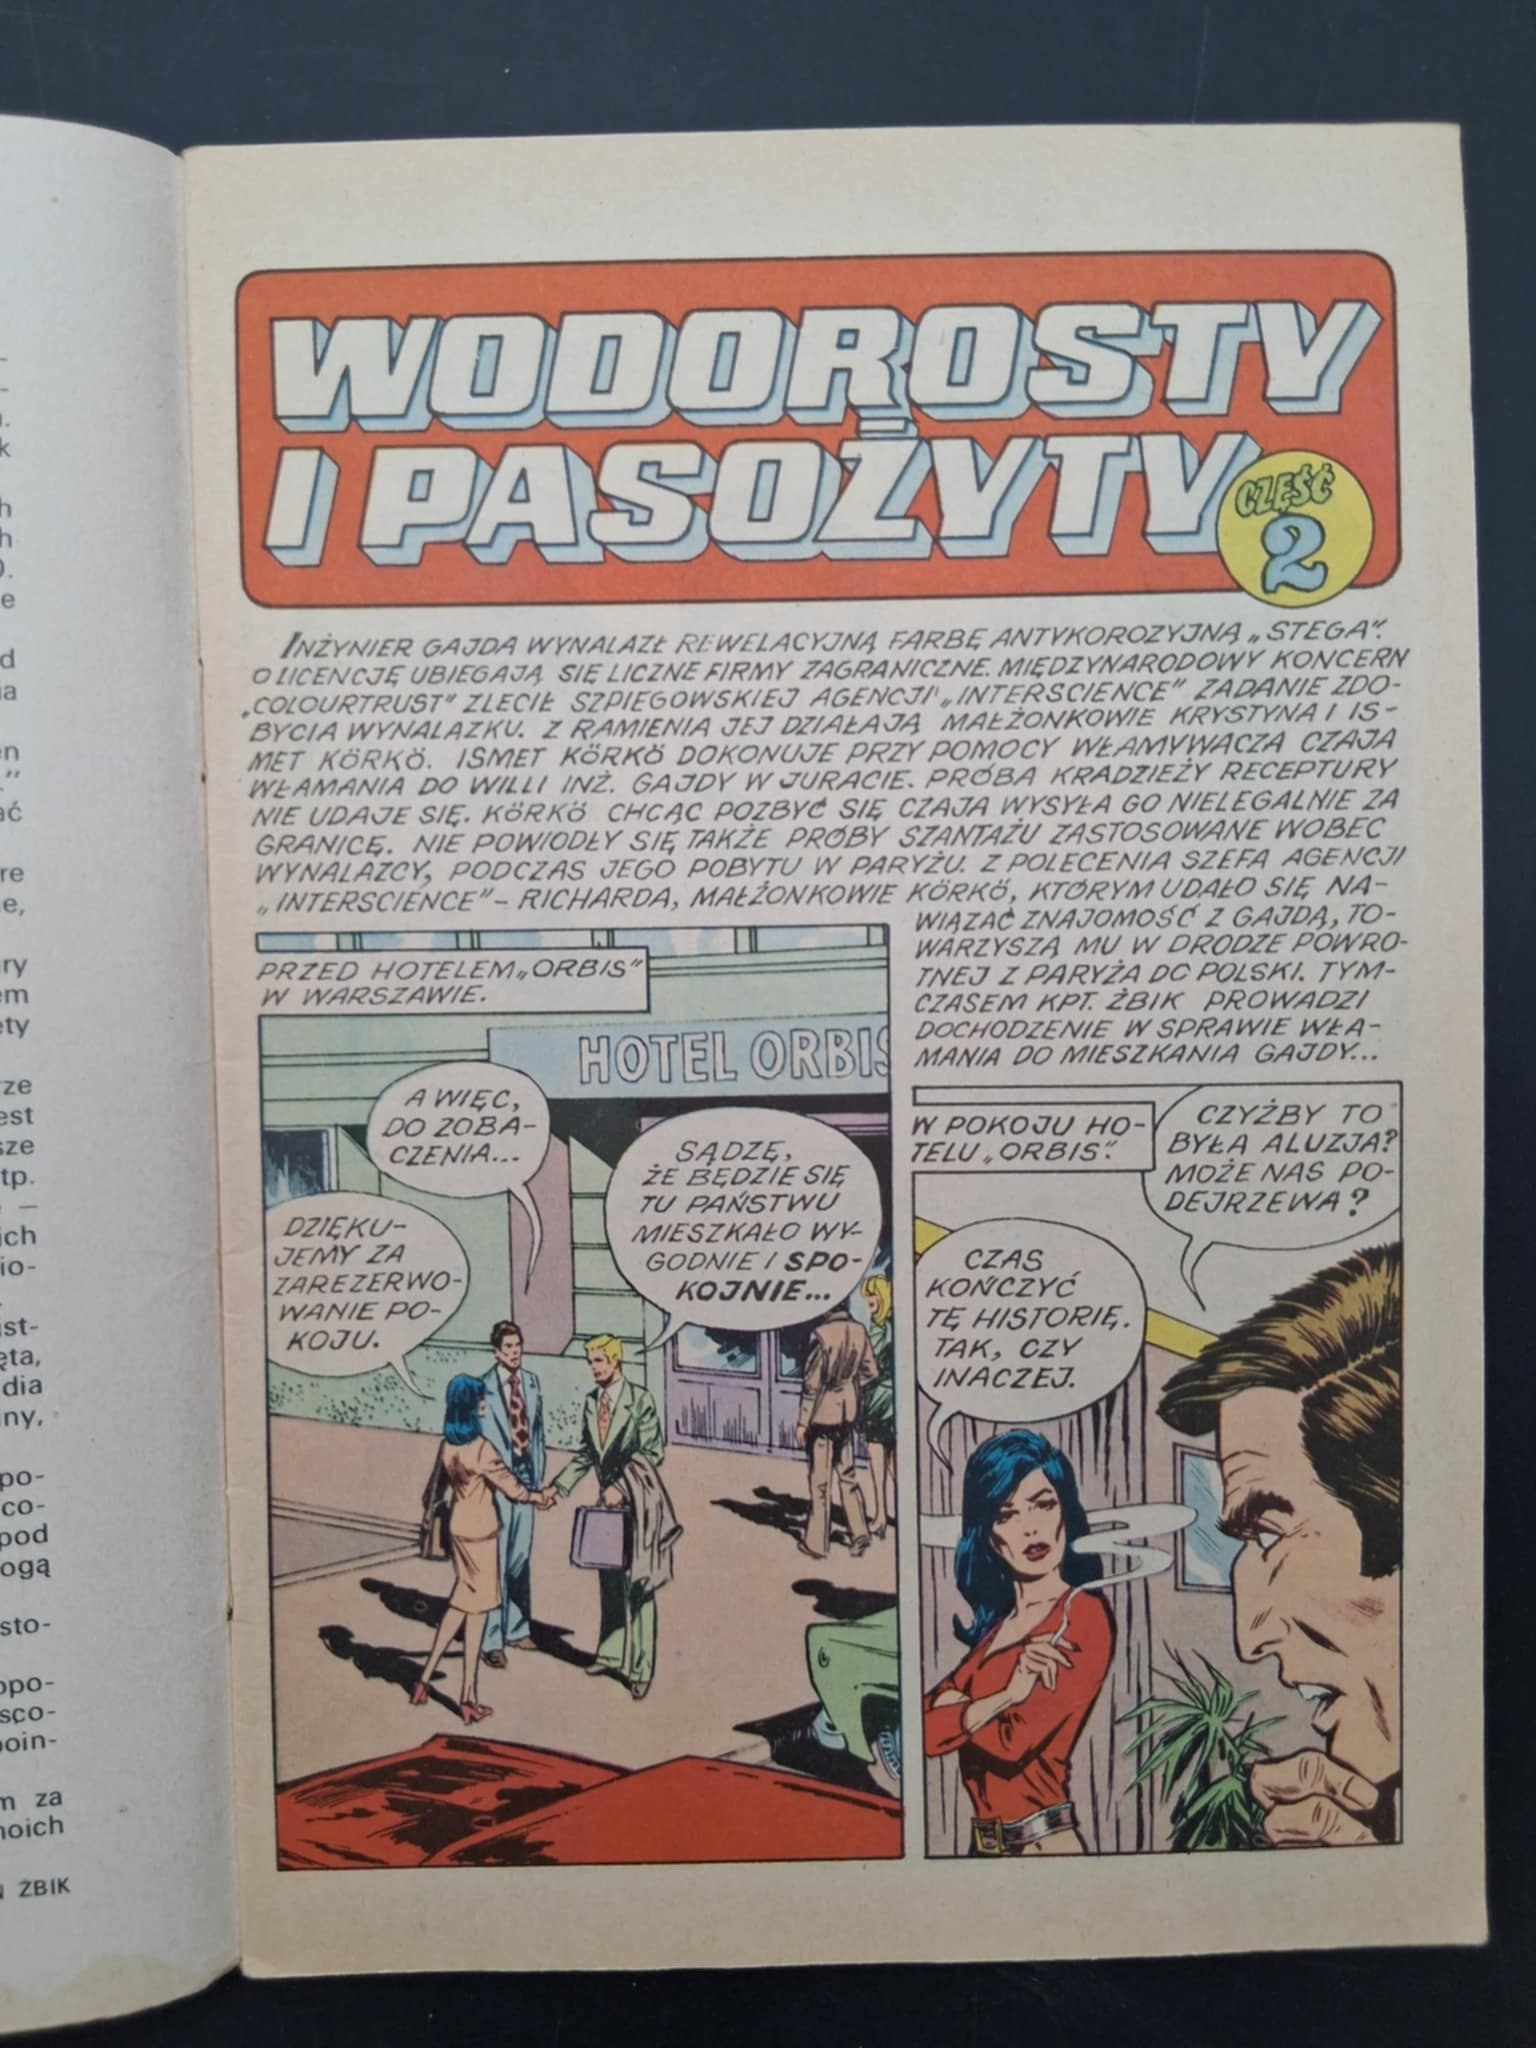 WODOROSTY
I PASOŻYTY
CZĘŚĆ
2
INŻYNIER GAJDA WYNALAZŁ REWELACYJNĄ FARBĘ ANTYKOROZYJNĄ „STEGA”.
O LICENCJĘ UBIEGAJĄ SIĘ LICZNE FIRMY ZAGRANICZNE. MIĘDZYNARODOWY KONCERN
„COLOURTRUST” ZLECIŁ SZPIEGOWSKIEJ AGENCJI „INTERSCIENCE” ZADANIE ZDO-
BYCIA WYNALAZKU. Z RAMIENIA JEJ DZIAŁAJĄ MAŁŻONKOWIE KRYSTYNA I IS-
MET KÖRKÖ. ISMET KÖRKÖ DOKONUJE PRZY POMOCY WŁAMYWACZA CZAJA
WŁAMANIA DO WILLI INŻ. GAJDY W JURACIE. PRÓBA KRADZIEŻY RECEPTURY
NIE UDAJE SIĘ. KÖRKÖ CHCĄC POZBYĆ SIĘ CZAJA WYSYŁA GO NIELEGALNIE ZA
GRANICĘ. NIE POWIODŁY SIĘ TAKŻE PRÓBY SZANTAŻU ZASTOSOWANE WOBEC
WYNALAZCY, PODCZAS JEGO POBYTU W PARYŻU. Z POLECENIA SZEFA AGENCJI
„INTERSCIENCE” – RICHARDA, MAŁŻONKOWIE KÖRKÖ, KTÓRYM UDAŁO SIĘ NA-
WIĄZAĆ ZNAJOMOŚĆ Z GAJDĄ, TO-
WARZYSZĄ MU W DRODZE POWRO-
TNEJ Z PARYŻA DO POLSKI. TYM-
CZASEM KPT. ŻBIK PROWADZI
DOCHODZENIE W SPRAWIE WŁA-
MANIA DO MIESZKANIA GAJDY...
PRZED HOTELEM „ORBIS”
W WARSZAWIE.
HOTEL ORBIS
A WIĘC,
DO ZOBA-
CZENIA...
DZIĘKU-
JEMY ZA
ZAREZERWO-
WANIE PO-
KOJU.
SĄDZĘ,
ŻE BĘDZIE SIĘ
TU PAŃSTWU
MIESZKAŁO WY-
GODNIE I SPO-
KOJNIE...
W POKOJU HO-
TELU „ORBIS”.
CZYŻBY TO
BYŁA ALUZJA?
MOŻE NAS PO-
DEJRZEWA?
CZAS
KOŃCZYĆ
TĘ HISTORIĘ.
TAK, CZY
INACZEJ.
ŻBIK